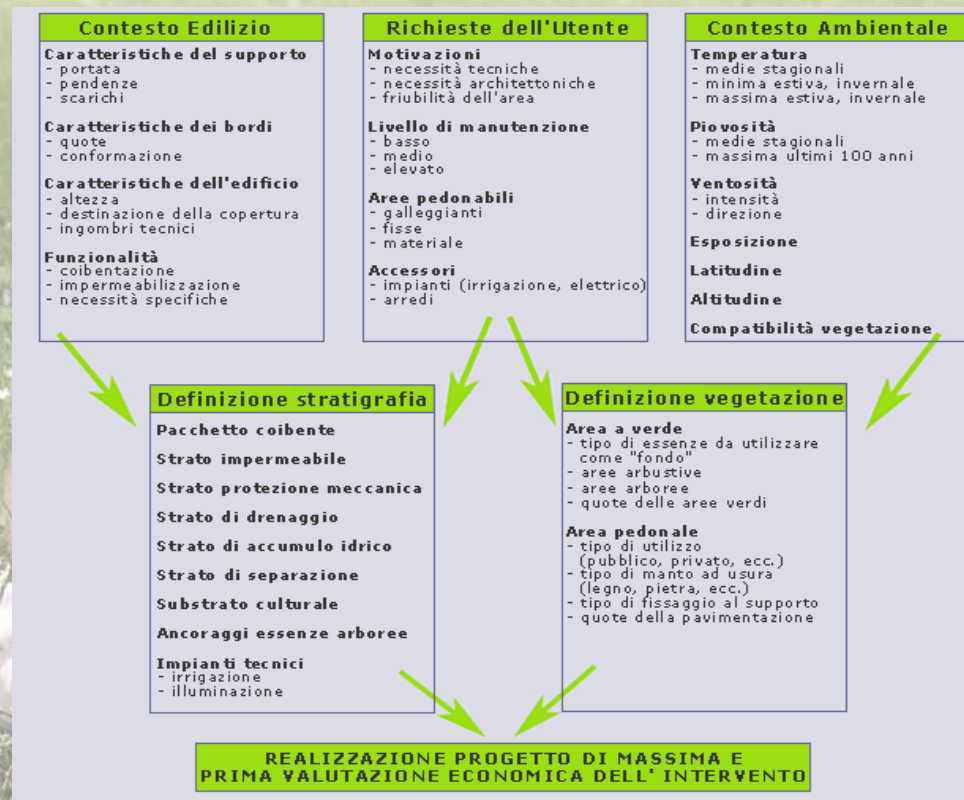 Contesto Edilizio
Caratteristiche del supporto
- portata
- pendenze
- scarichi
Caratteristiche dei bordi
- quote
- conformazione
Caratteristiche dell'edificio
- altezza
- destinazione della copertura
- ingombri tecnici
Funzionalità
- coibentazione
- impermeabilizzazione
- necessità specifiche
Richieste dell'Utente
Motivazioni
- necessità tecniche
- necessità architettoniche
- friubilità dell'area
Livello di manutenzione
- basso
- medio
- elevato
Aree pedonabili
- galleggianti
- fisse
- materiale
Accessori
- impianti (irrigazione, elettrico)
- arredi
Contesto Ambientale
Temperatura
- medie stagionali
- minima estiva, invernale
- massima estiva, invernale
Piovosità
- medie stagionali
- massima ultimi 100 anni
Ventosità
- intensità
- direzione
Esposizione
Latitudine
Altitudine
Compatibilità vegetazione
Definizione stratigrafia
Pacchetto coibente
Strato impermeabile
Strato protezione meccanica
Strato di drenaggio
Strato di accumulo idrico
Strato di separazione
Substrato culturale
Ancoraggi essenze arboree
Impianti tecnici
- irrigazione
- illuminazione
Definizione vegetazione
Area a verde
- tipo di essenze da utilizzare
come "fondo"
- aree arbustive
- aree arboree
- quote delle aree verdi
Area pedonale
- tipo di utilizzo
(pubblico, privato, ecc.)
- tipo di manto ad usura
(legno, pietra, ecc.)
- tipo di fissaggio al supporto
- quote della pavimentazione
REALIZZAZIONE PROGETTO DI MASSIMA E
PRIMA VALUTAZIONE ECONOMICA DELL' INTERVENTO